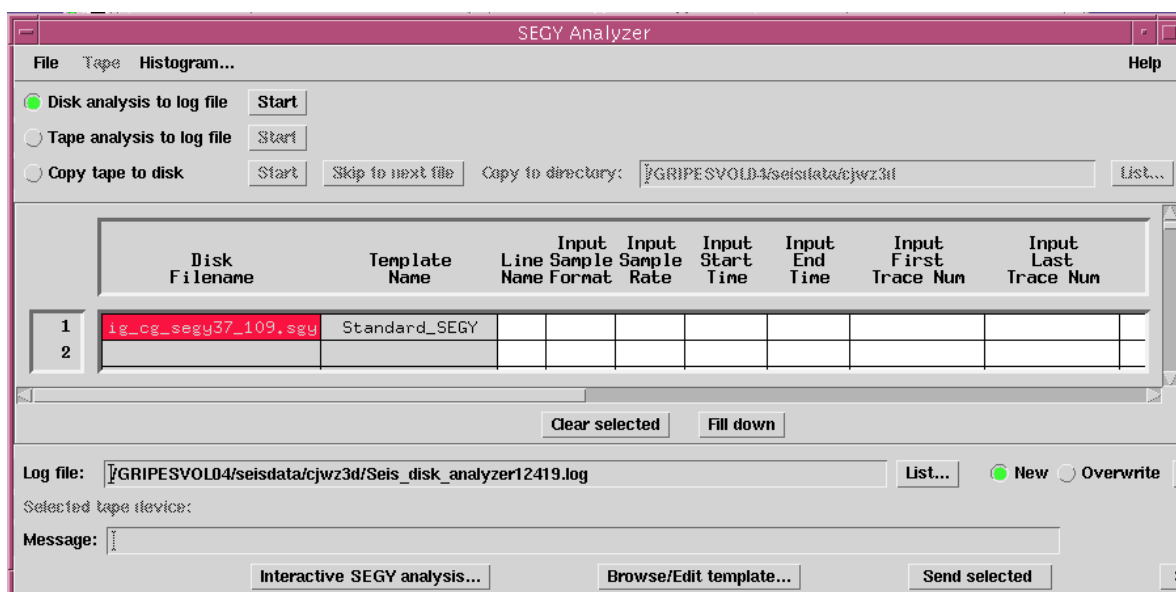 SEGY Analyzer
File Tape Histogram... Help
Disk analysis to log file Start
Tape analysis to log file Start
Copy tape to disk Start Skip to next file Copy to directory: /GRIPESVOL04/seisdata/cjwz3d List...
Disk Filename Template Name Line Name Input Sample Format Input Sample Rate Input Start Time Input End Time Input First Trace Num Input Last Trace Num
1 ig_cg_segy37_109.sgy Standard_SEGY
2
Clear selected Fill down
Log file: /GRIPESVOL04/seisdata/cjwz3d/Seis_disk_analyzer12419.log List... New Overwrite
Selected tape device:
Message:
Interactive SEGY analysis... Browse/Edit template... Send selected